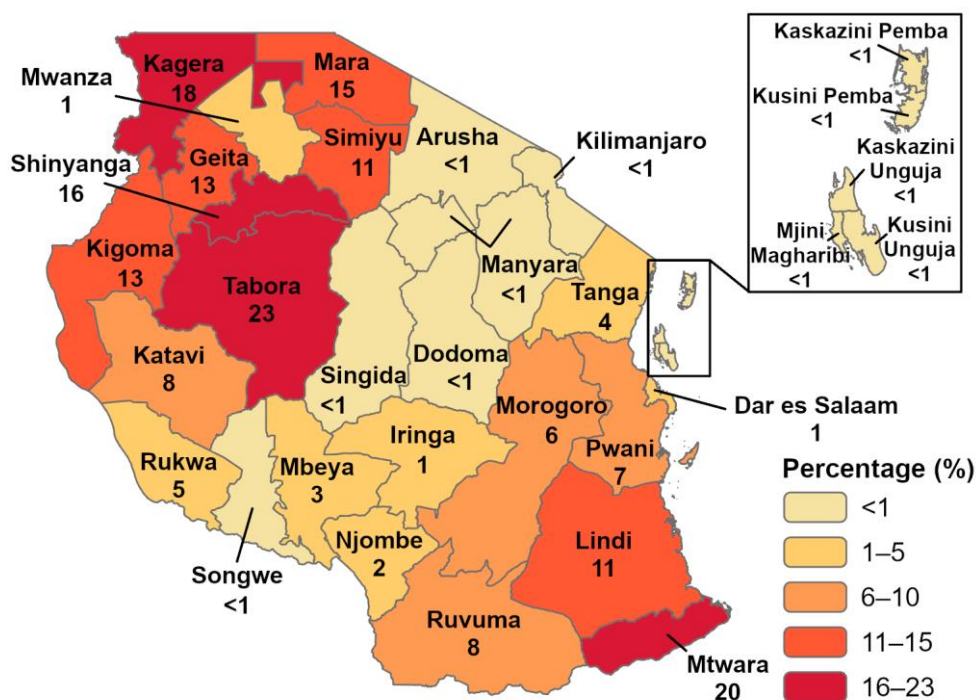 Kagera
18
Mwanza
1
Mara
15
Simiyu
11
Geita
13
Shinyanga
16
Arusha
<1
Kilimanjaro
<1
Kigoma
13
Tabora
23
Manyara
<1
Tanga
4
Katavi
8
Singida
<1
Dodoma
<1
Morogoro
6
Dar es Salaam
1
Pwani
7
Rukwa
5
Mbeya
3
Iringa
1
Songwe
<1
Njombe
2
Lindi
11
Ruvuma
8
Mtwara
20
Kaskazini Pemba
<1
Kusini Pemba
<1
Kaskazini
Unguja
<1
Mjini
Magharibi
<1
Kusini
Unguja
<1
Percentage (%)
<1
1–5
6–10
11–15
16–23